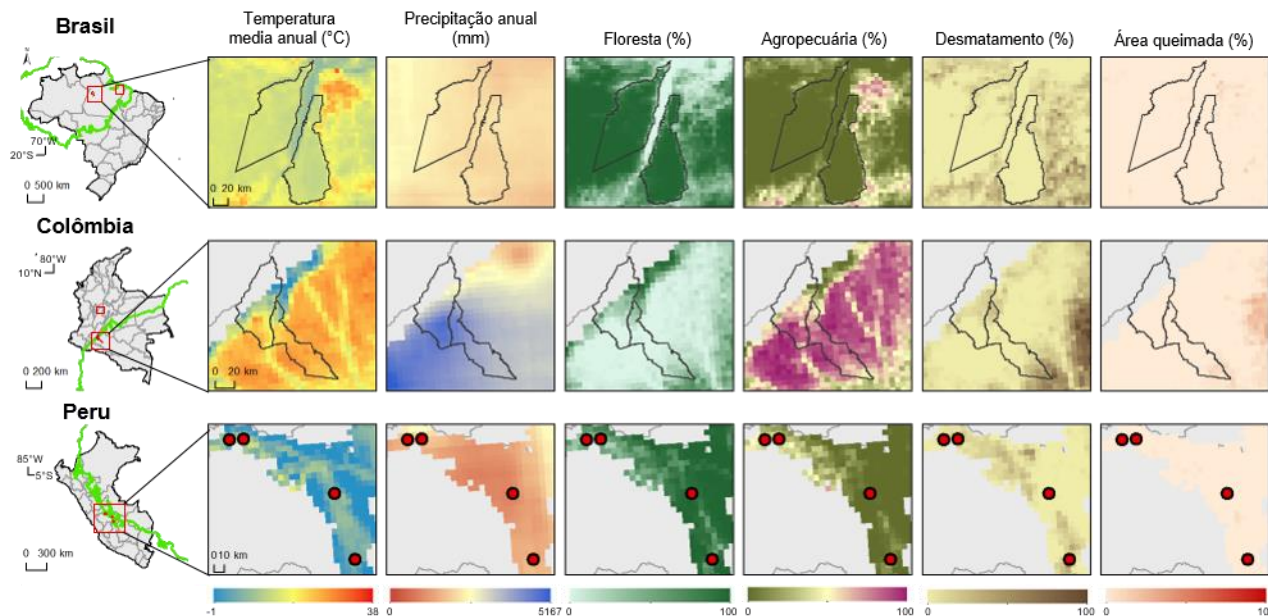 Brasil
Temperatura
media anual (°C)
Precipitação anual
(mm)
Floresta (%)
Agropecuária (%)
Desmatamento (%)
Área queimada (%)
N
70°W
20°S
0 500 km
0 20 km
Colômbia
80°W
10°N
0 200 km
0 20 km
Peru
85°W
5°S
0 300 km
0 10 km
-1 38
0 5167
0 100
0 100
0 100
0